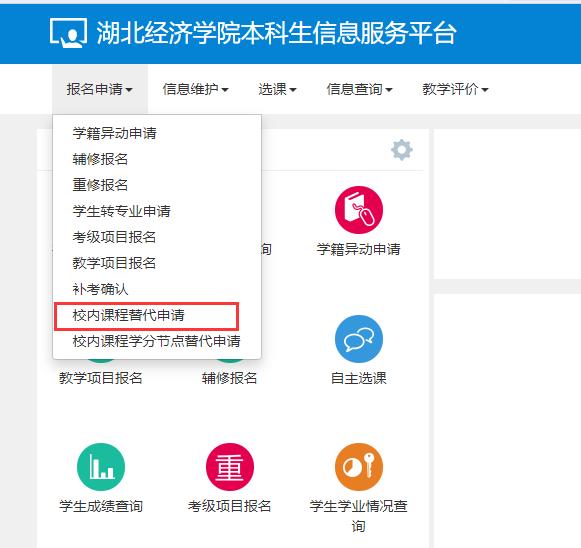 湖北经济学院本科生信息服务平台
报名申请 信息维护 选课 信息查询 教学评价
学籍异动申请
辅修报名
重修报名
学生转专业申请
考级项目报名
教学项目报名
补考确认
校内课程替代申请
校内课程学分节点替代申请
询
学籍异动申请
教学项目报名
辅修报名
自主选课
学生成绩查询
重
考级项目报名
学生学业情况查
询